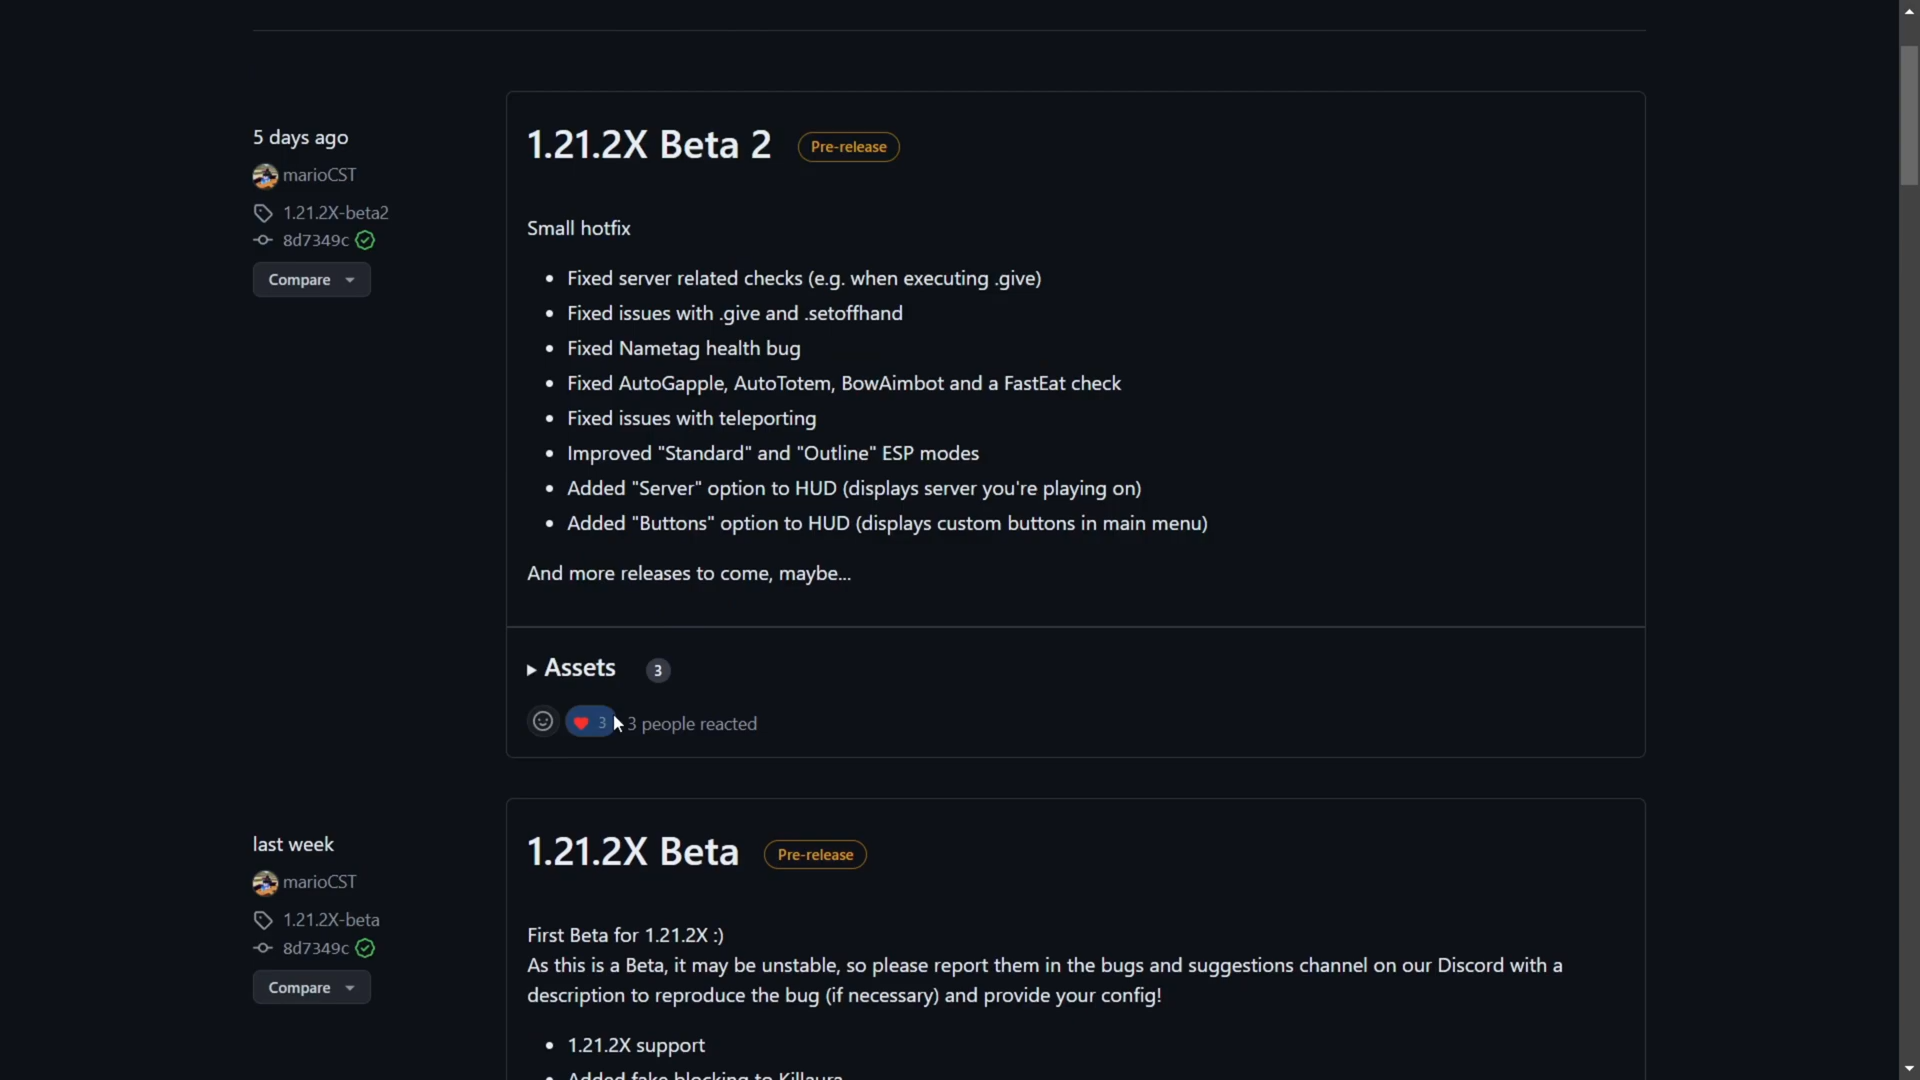 5 days ago
marioCST
1.21.2X-beta2
8d7349c
Compare
1.21.2X Beta 2
Pre-release
Small hotfix
• Fixed server related checks (e.g. when executing .give)
• Fixed issues with .give and .setoffhand
• Fixed Nametag health bug
• Fixed AutoGapple, AutoTotem, BowAimbot and a FastEat check
• Fixed issues with teleporting
• Improved "Standard" and "Outline" ESP modes
• Added "Server" option to HUD (displays server you're playing on)
• Added "Buttons" option to HUD (displays custom buttons in main menu)
And more releases to come, maybe...
Assets 3
3 3 people reacted
last week
marioCST
1.21.2X-beta
8d7349c
Compare
1.21.2X Beta
Pre-release
First Beta for 1.21.2X :)
As this is a Beta, it may be unstable, so please report them in the bugs and suggestions channel on our Discord with a
description to reproduce the bug (if necessary) and provide your config!
• 1.21.2X support
• Added fake blocking to Killaura